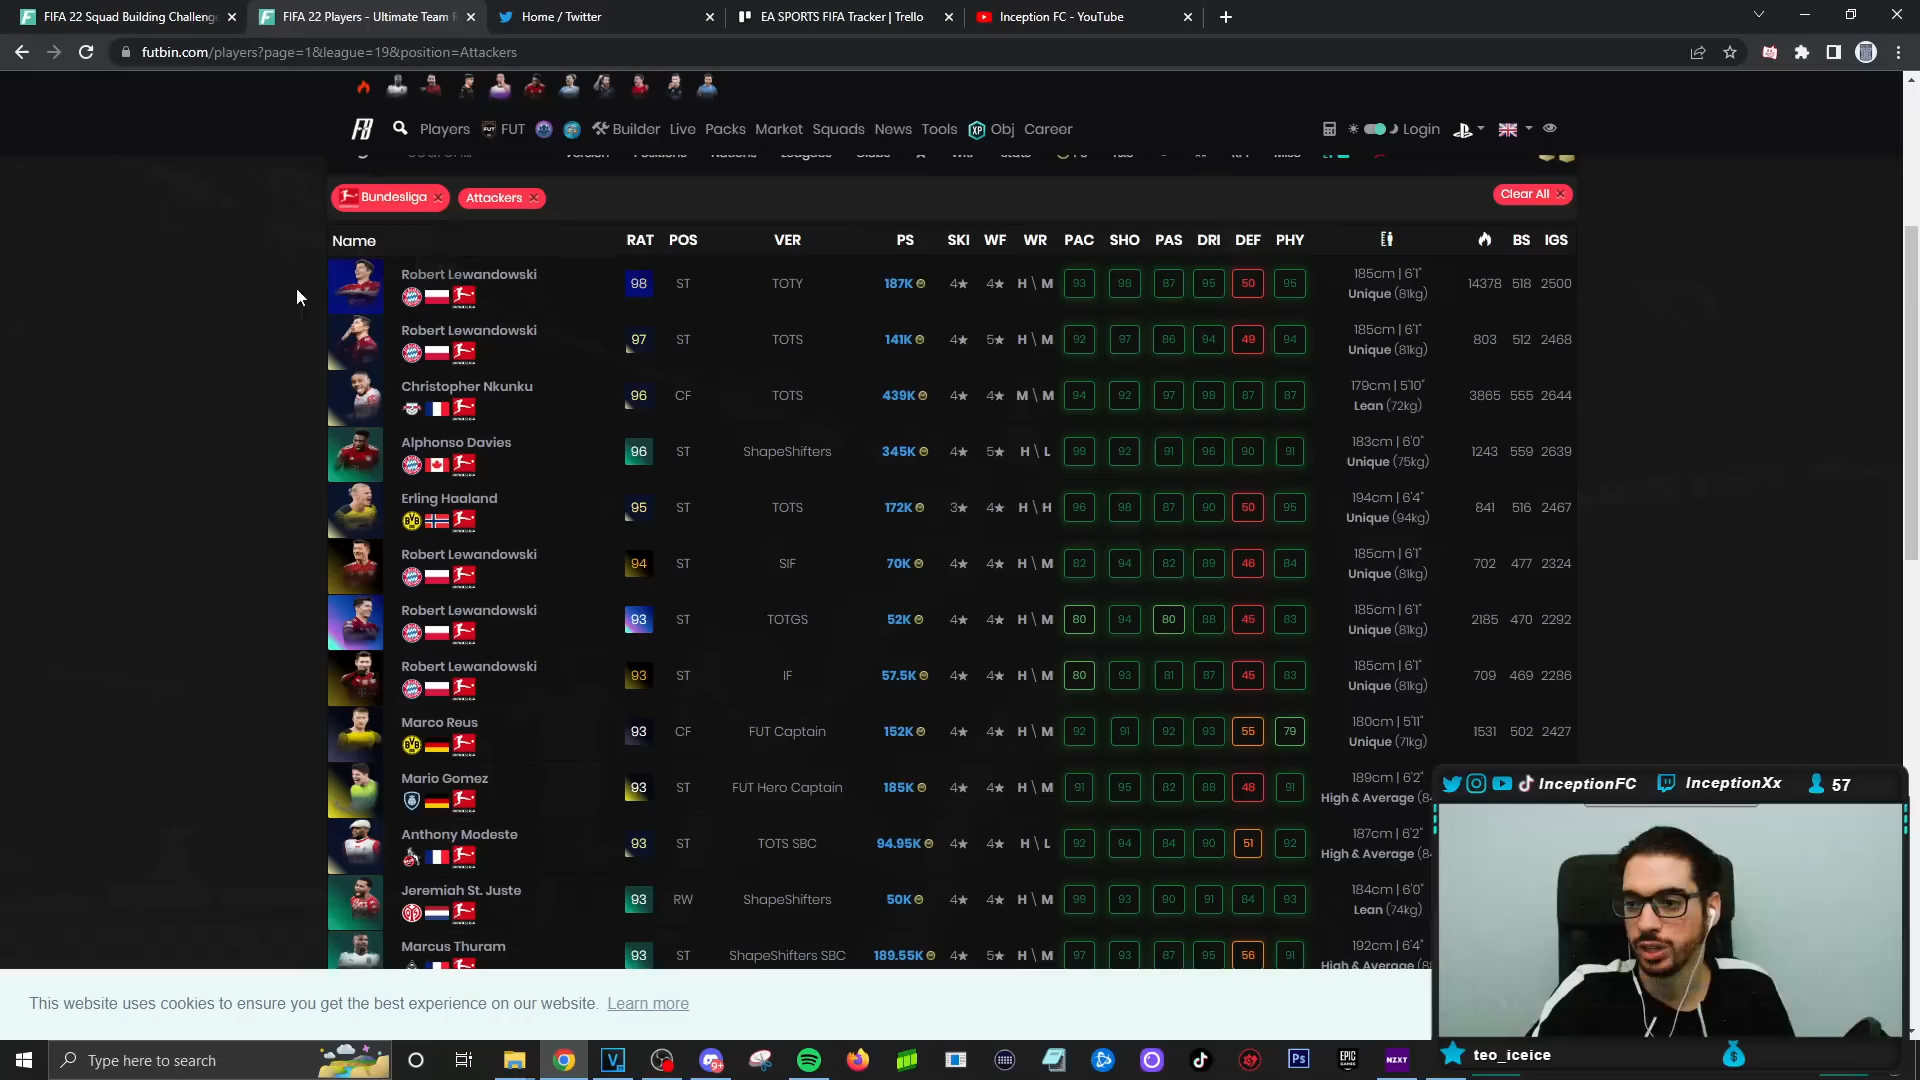 FIFA 22 Squad Building Challenge
FIFA 22 Players - Ultimate Team
Home / Twitter
EA SPORTS FIFA Tracker | Trello
Inception FC - YouTube
futbin.com/players?page=1&league=19&position=Attackers
Players FUT Builder Live Packs Market Squads News Tools XP Obj Career Login
Bundesliga × Attackers × Clear All ×
Name RAT POS VER PS SKI WF WR PAC SHO PAS DRI DEF PHY BS IGS
Robert Lewandowski 98 ST TOTY 187K 4★ 4★ H \ M 93 98 87 95 50 95 185cm | 6'1" Unique (81kg) 14378 518 2500
Robert Lewandowski 97 ST TOTS 141K 4★ 5★ H \ M 92 97 86 94 49 94 185cm | 6'1" Unique (81kg) 803 512 2468
Christopher Nkunku 96 CF TOTS 439K 4★ 4★ M \ M 94 92 97 98 87 87 179cm | 5'10" Lean (72kg) 3865 555 2644
Alphonso Davies 96 ST ShapeShifters 345K 4★ 5★ H \ L 99 92 91 96 90 91 183cm | 6'0" Unique (75kg) 1243 559 2639
Erling Haaland 95 ST TOTS 172K 3★ 4★ H \ H 96 98 87 90 50 95 194cm | 6'4" Unique (94kg) 841 516 2467
Robert Lewandowski 94 ST SIF 70K 4★ 4★ H \ M 82 94 82 89 46 84 185cm | 6'1" Unique (81kg) 702 477 2324
Robert Lewandowski 93 ST TOTGS 52K 4★ 4★ H \ M 80 94 80 88 45 83 185cm | 6'1" Unique (81kg) 2185 470 2292
Robert Lewandowski 93 ST IF 57.5K 4★ 4★ H \ M 80 93 81 87 45 83 185cm | 6'1" Unique (81kg) 709 469 2286
Marco Reus 93 CF FUT Captain 152K 4★ 4★ H \ M 92 91 92 93 55 79 180cm | 5'11" Unique (71kg) 1531 502 2427
Mario Gomez 93 ST FUT Hero Captain 185K 4★ 4★ H \ M 91 95 82 88 48 91 189cm | 6'2" High & Average
Anthony Modeste 93 ST TOTS SBC 94.95K 4★ 4★ H \ L 92 94 84 90 51 92 187cm | 6'2" High & Average
Jeremiah St. Juste 93 RW ShapeShifters 50K 4★ 4★ H \ M 99 93 90 91 84 93 184cm | 6'0" Lean (74kg)
Marcus Thuram 93 ST ShapeShifters SBC 189.55K 4★ 5★ H \ M 97 93 87 95 56 91 192cm | 6'4" High & Average
InceptionFC InceptionXx 57
This website uses cookies to ensure you get the best experience on our website. Learn more
teo_iceice
Type here to search
9+
Ps
EPIC GAMES
NZXT